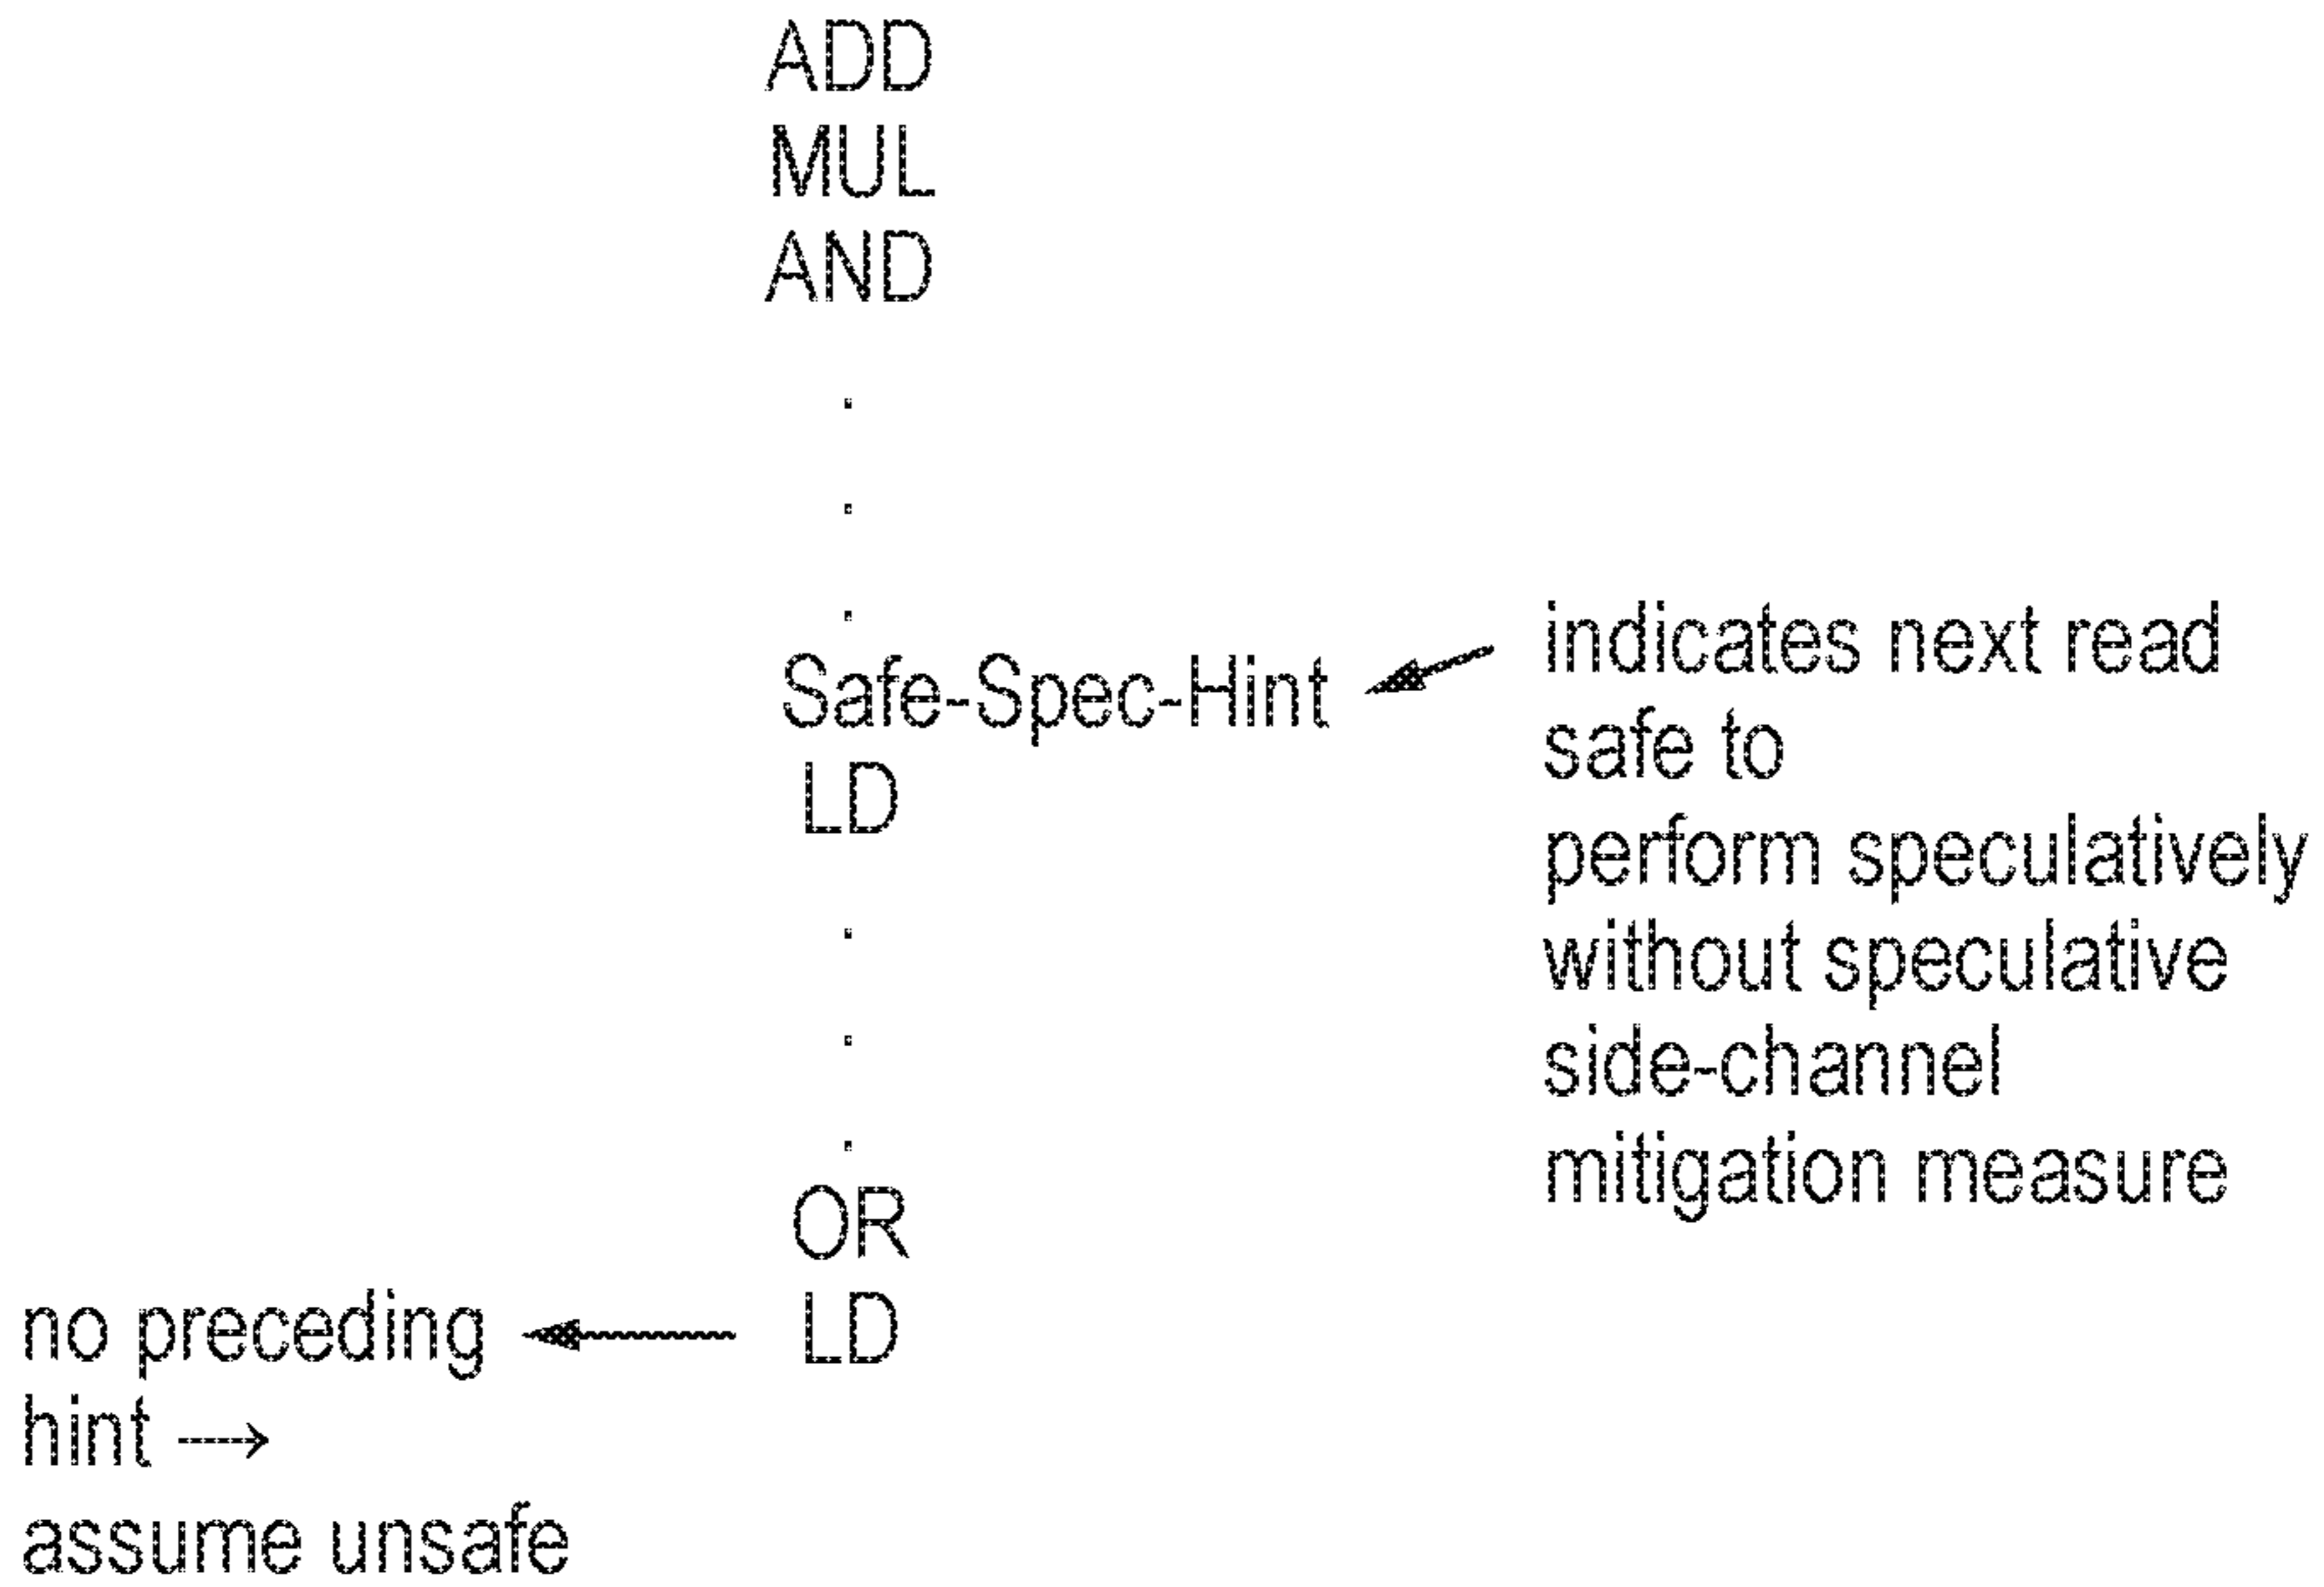 ADD
MUL
AND
.
.
.
Safe-Spec-Hint
indicates next read
safe to
perform speculatively
without speculative
side-channel
mitigation measure
LD
.
.
.
OR
LD
no preceding
hint →
assume unsafe